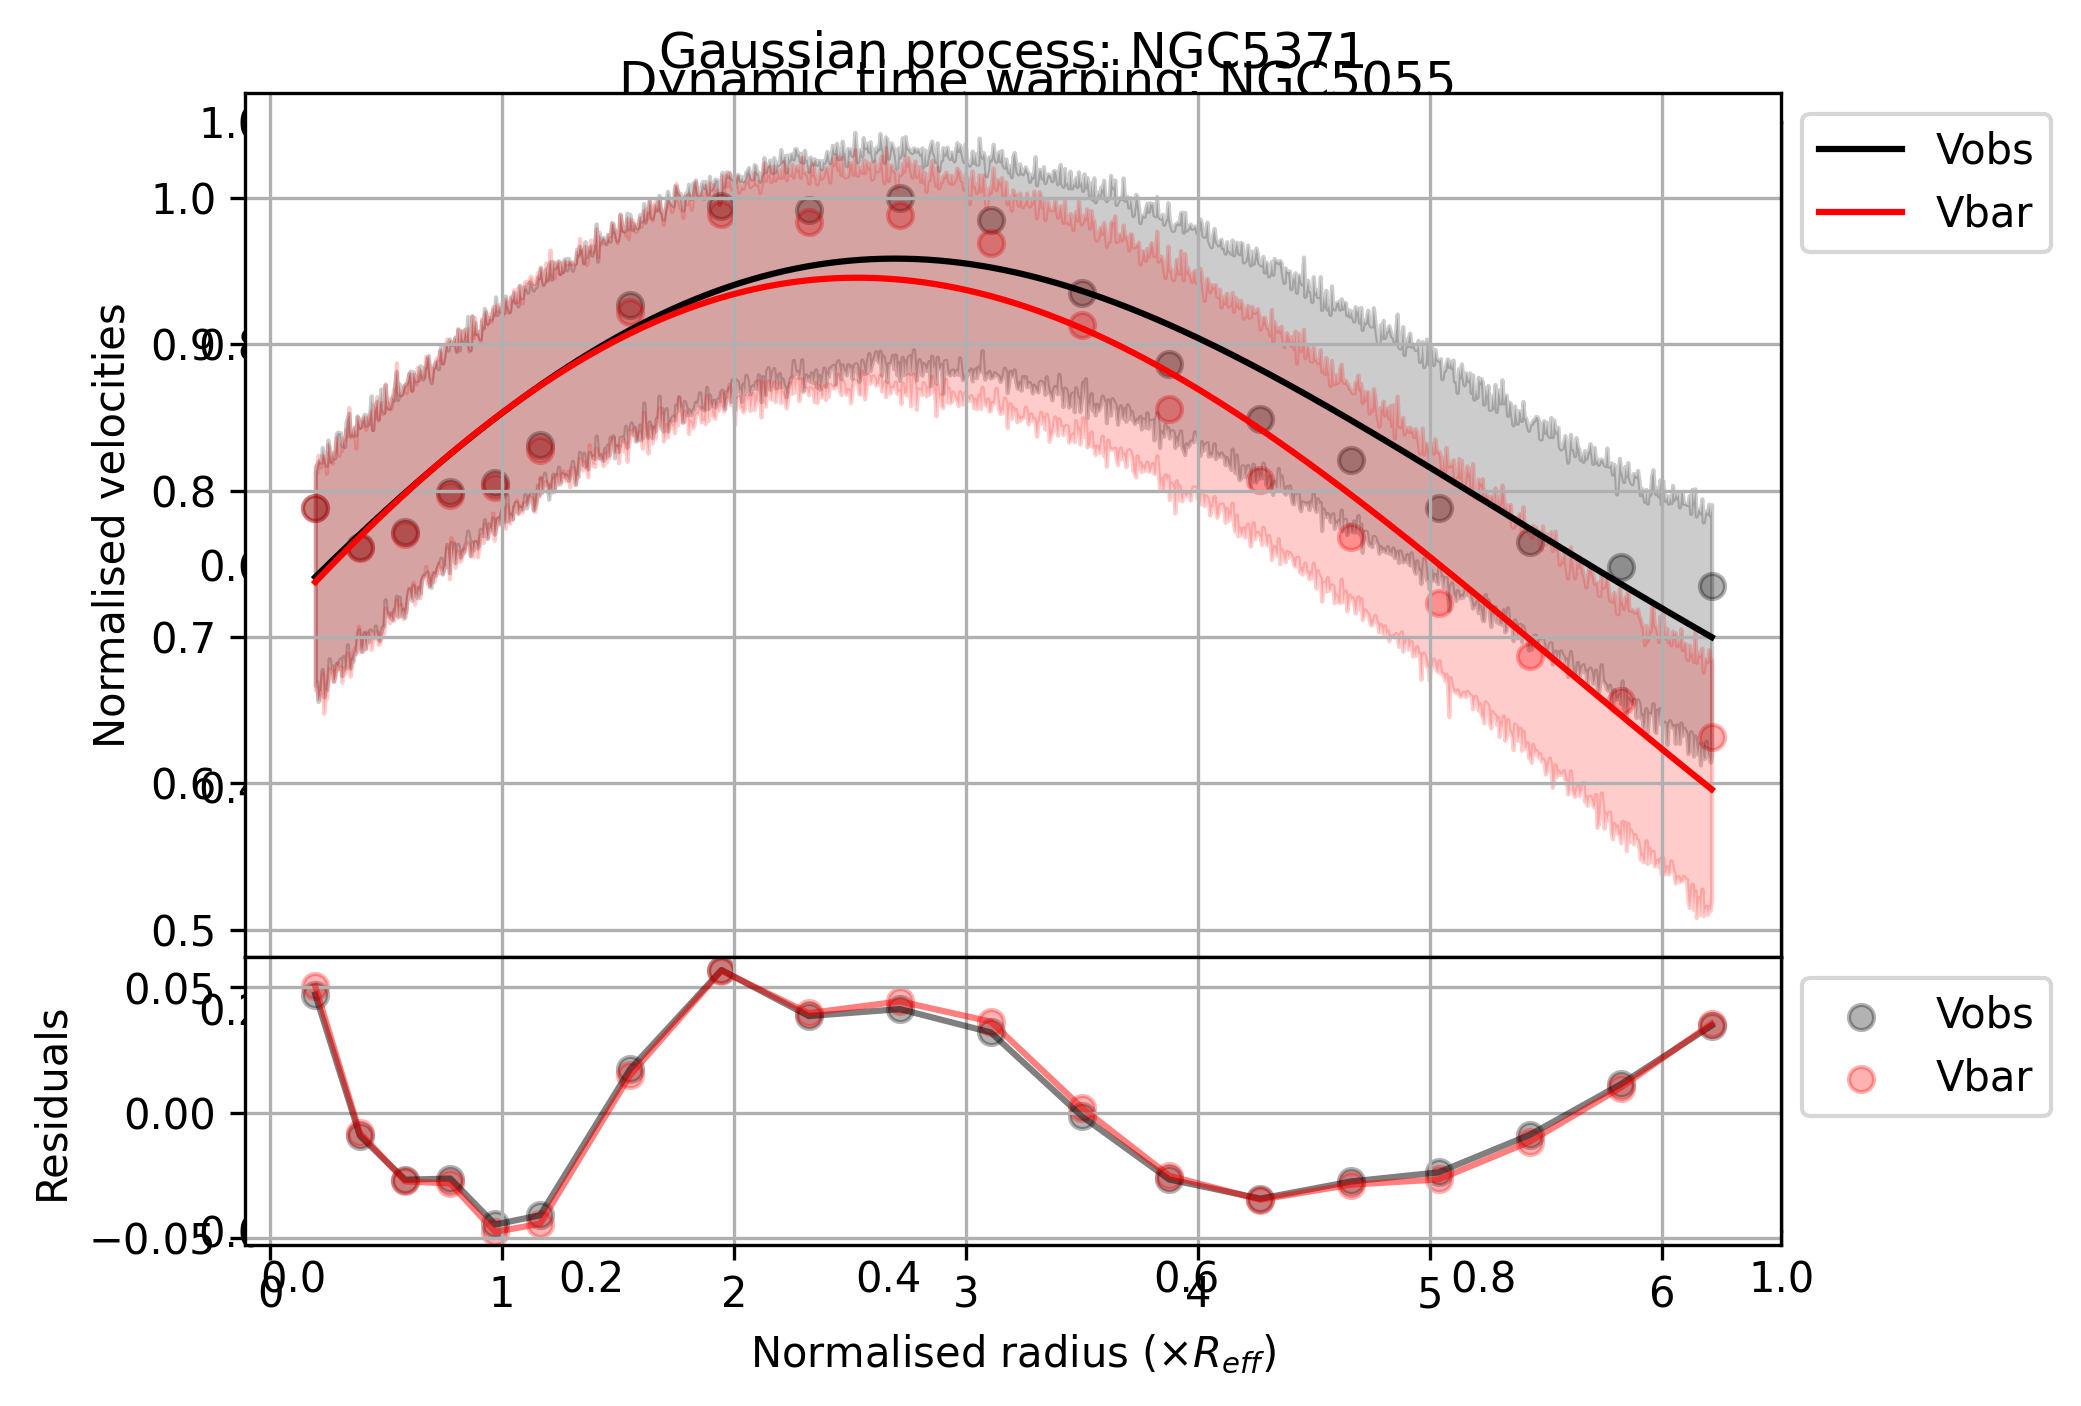 Gaussian process: NGC5371
Dynamic time warping: NGC5055
Normalised velocities
1.0
0.9
0.8
0.7
0.6
0.5
Vobs
Vbar
Residuals
0.05
0.00
−0.05
Vobs
Vbar
0.0 0.2 0.4 0.6 0.8 1.0
0 1 2 3 4 5 6
Normalised radius (×R_eff)